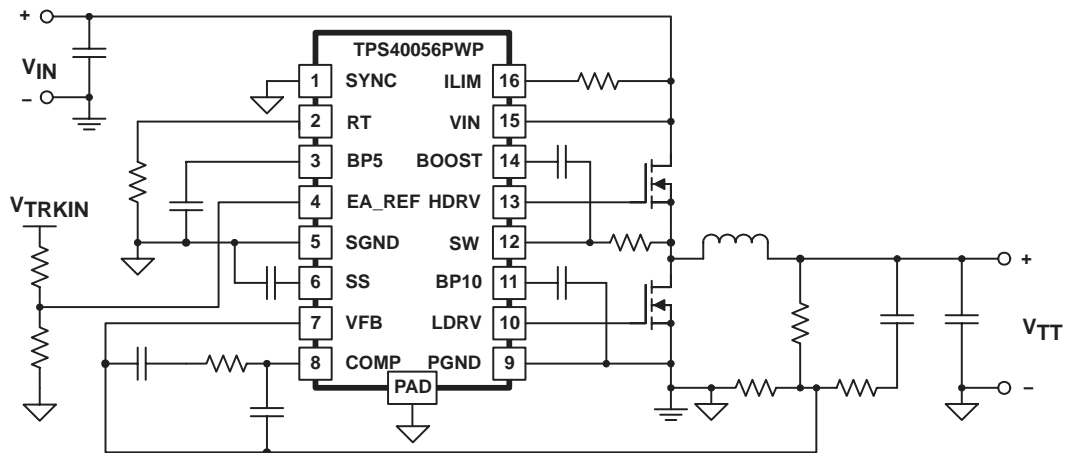 +
VIN
–
TPS40056PWP
1 SYNC ILIM 16
2 RT VIN 15
3 BP5 BOOST 14
4 EA_REF HDRV 13
5 SGND SW 12
6 SS BP10 11
7 VFB LDRV 10
8 COMP PGND 9
PAD
VTRKIN
+
VTT
–